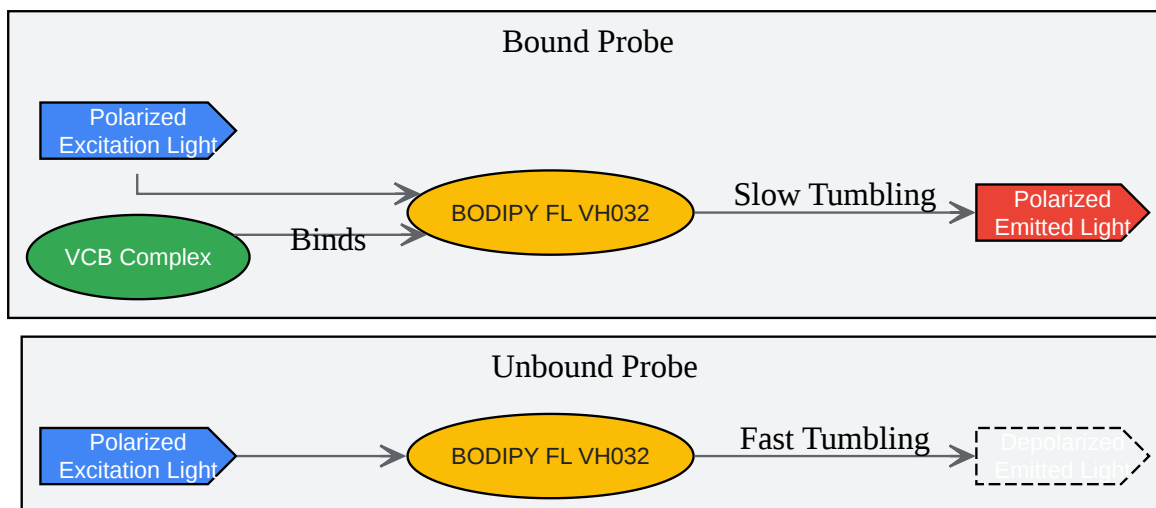 Bound Probe
Polarized
Excitation Light
BODIPY FL VH032
Slow Tumbling
Polarized
Emitted Light
VCB Complex
Binds
Unbound Probe
Polarized
Excitation Light
BODIPY FL VH032
Fast Tumbling
Depolarized
Emitted Light